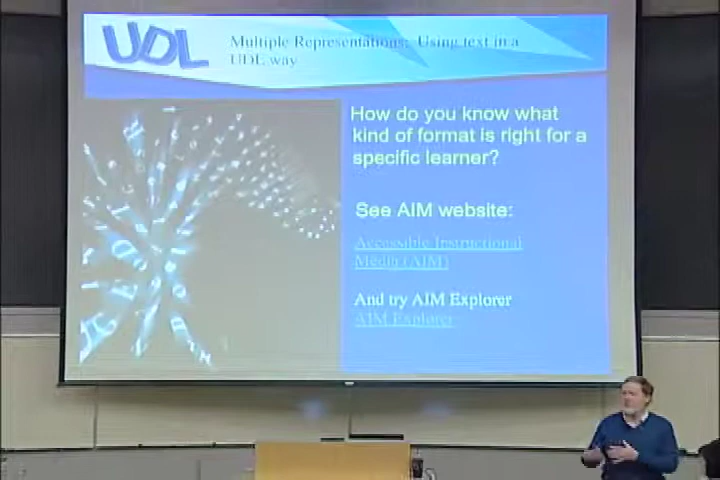 UDL
Multiple Representations: Using text in a
UDL way
How do you know what
kind of format is right for a
specific learner?
See AIM website:
Accessible Instructional
Media (AIM)
And try AIM Explorer
AIM Explorer